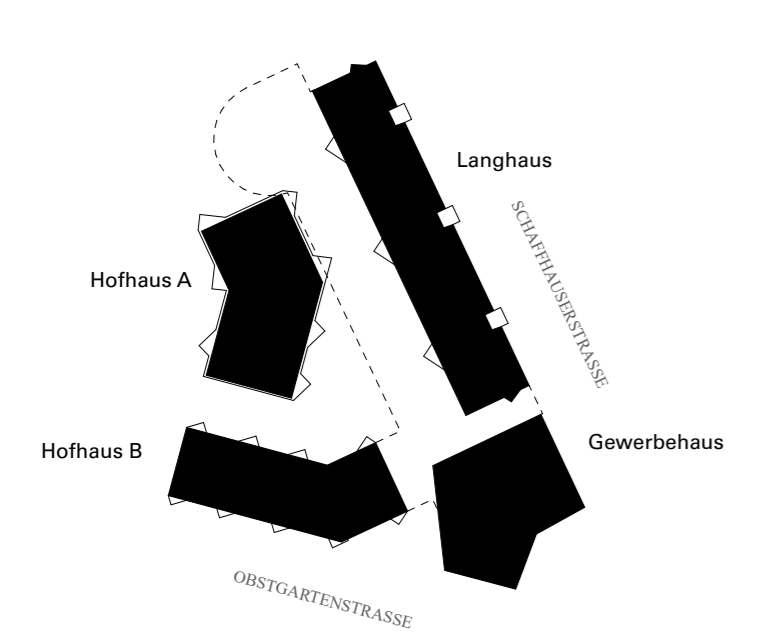 Langhaus
SCHAFFHAUSERSTRASSE
Hofhaus A
Gewerbehaus
Hofhaus B
OBSTGARTENSTRASSE